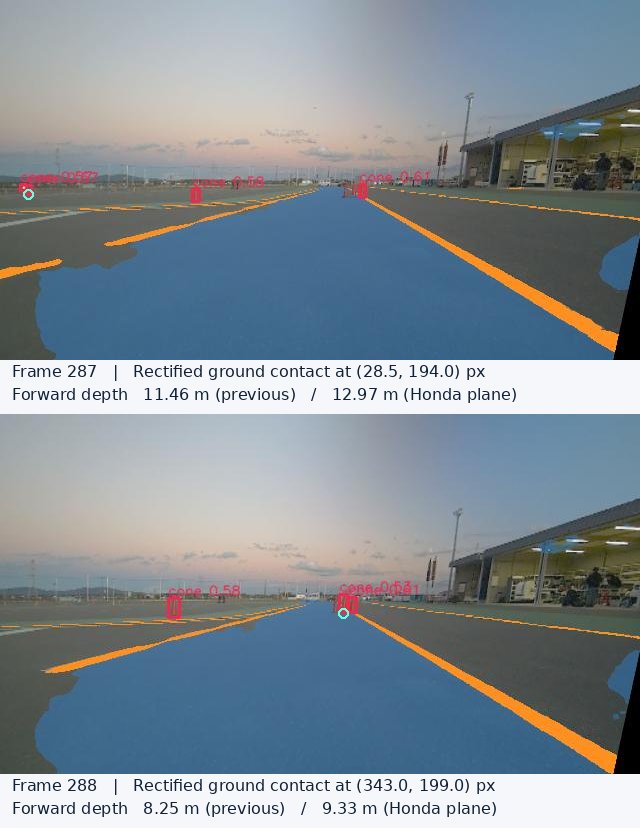 cone 0.58
cone 0.61
Frame 287 | Rectified ground contact at (28.5, 194.0) px
Forward depth 11.46 m (previous) / 12.97 m (Honda plane)
cone 0.58
Frame 288 | Rectified ground contact at (343.0, 199.0) px
Forward depth 8.25 m (previous) / 9.33 m (Honda plane)